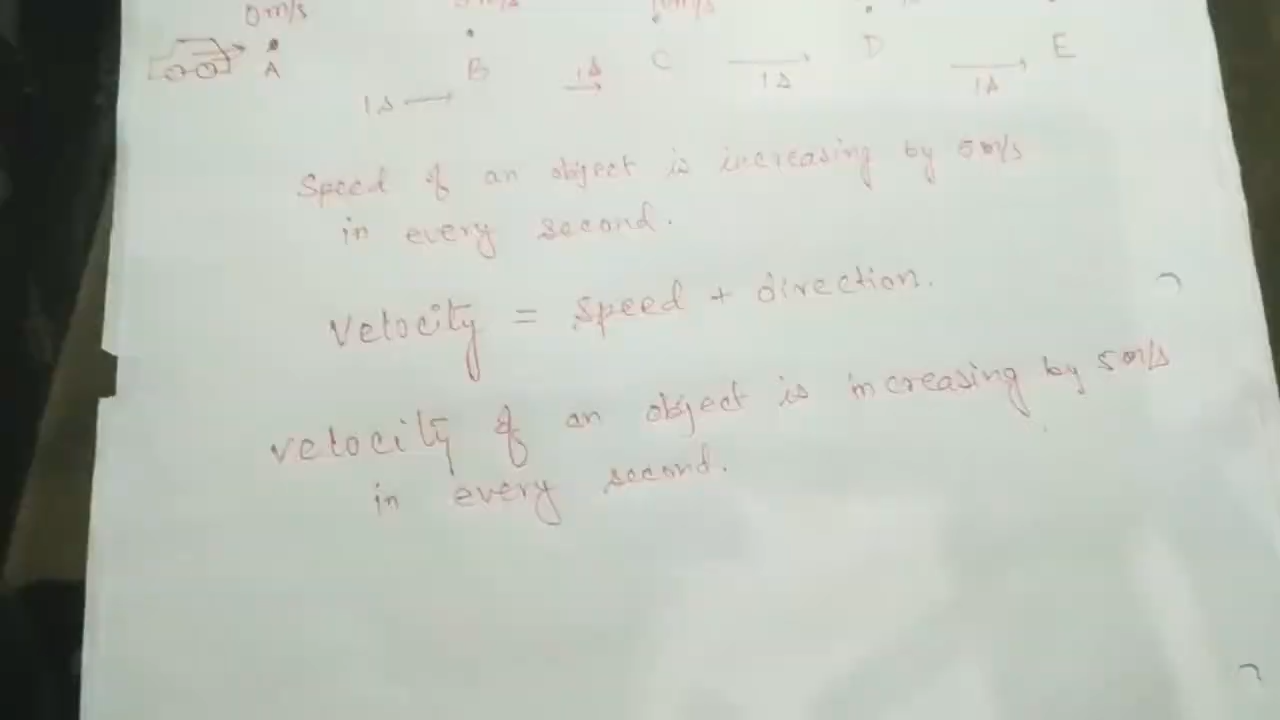 0m/s
A B C D E
1s 1s 1s 1s
Speed of an object is increasing by 5m/s
in every second.
Velocity = speed + direction.
velocity of an object is increasing by 5m/s
in every second.